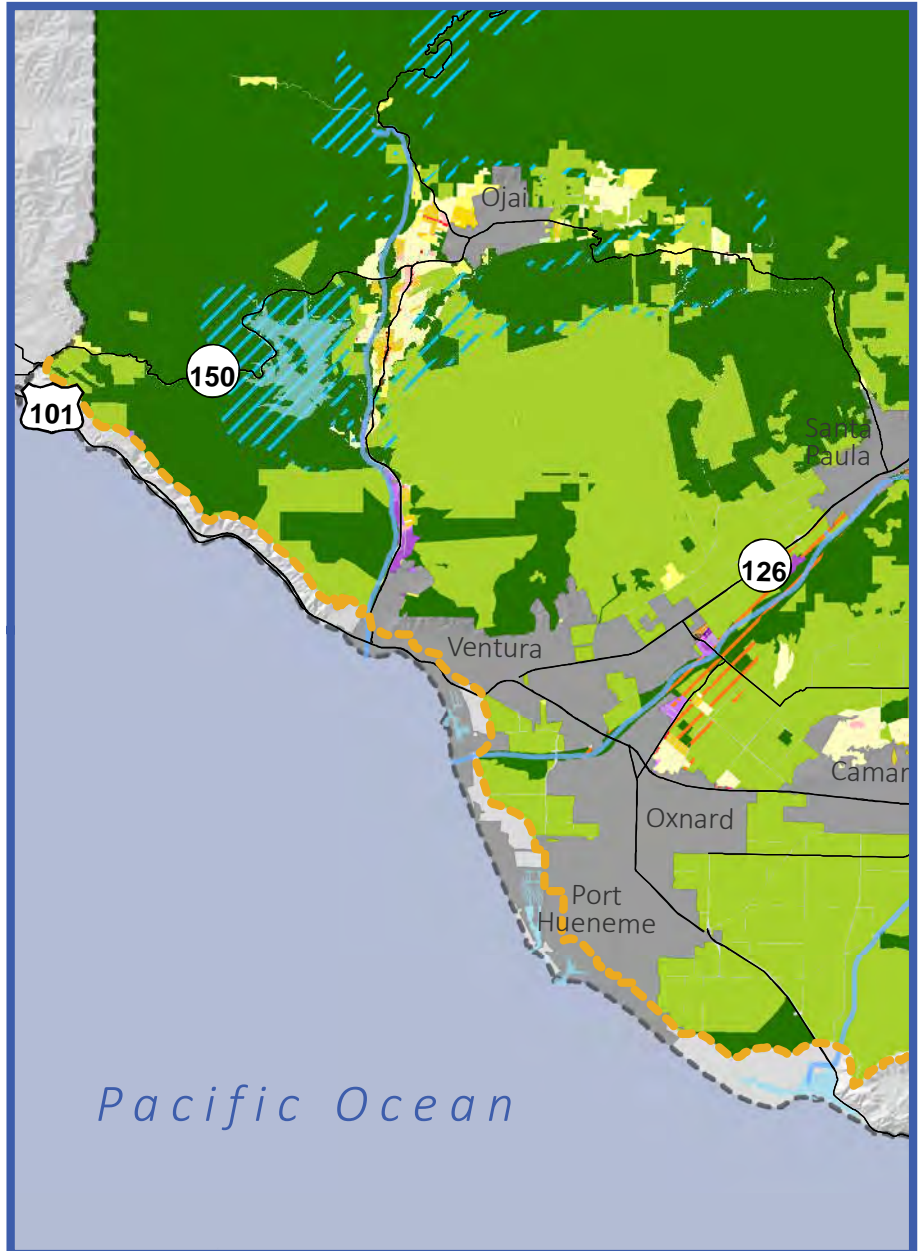 Ojai
150
101
Santa
Paula
126
Ventura
Camar
Oxnard
Port
Hueneme
Pacific Ocean